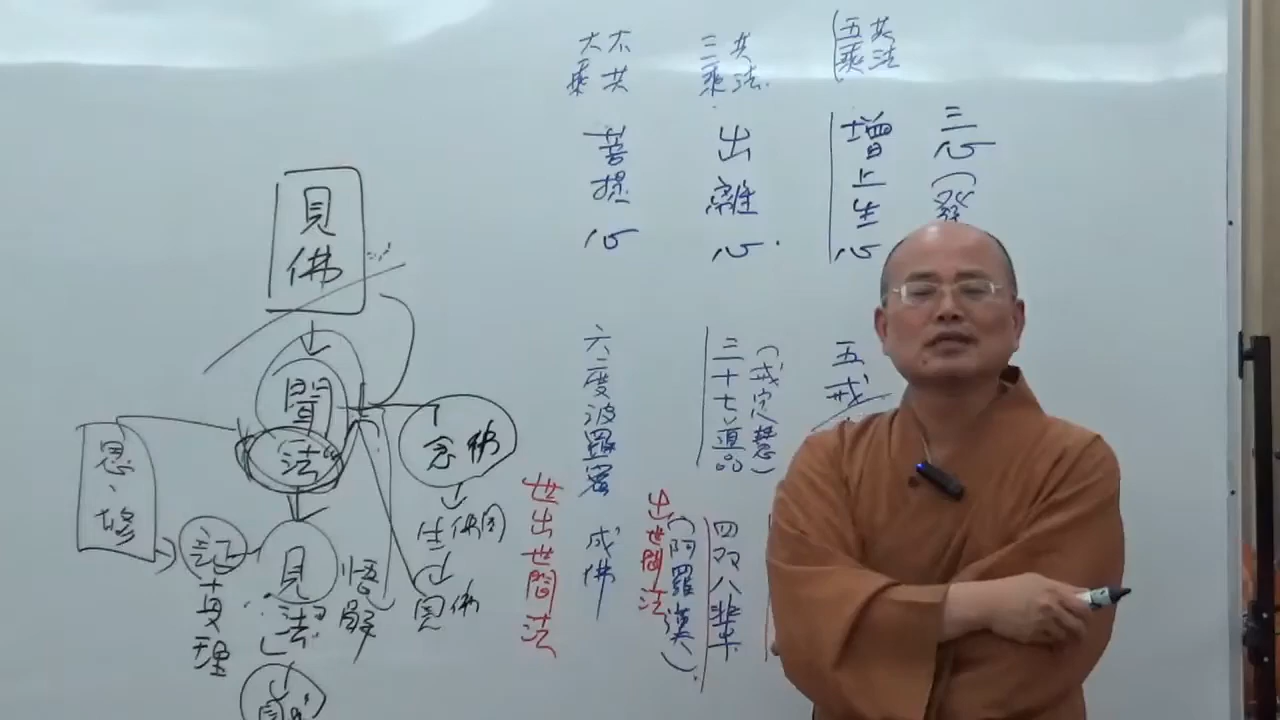 三心(發
五乘
共法
增上生心
五戒
三乘
共法
出離心
(戒定慧)
三十七道品
四双八輩
(阿羅漢)
出世間法
大乘
不共
菩提心
六度波羅蜜
成佛
世出世間法
見佛
聞法
念佛
生佛國
見佛
思、修
証真理
見法
悟解